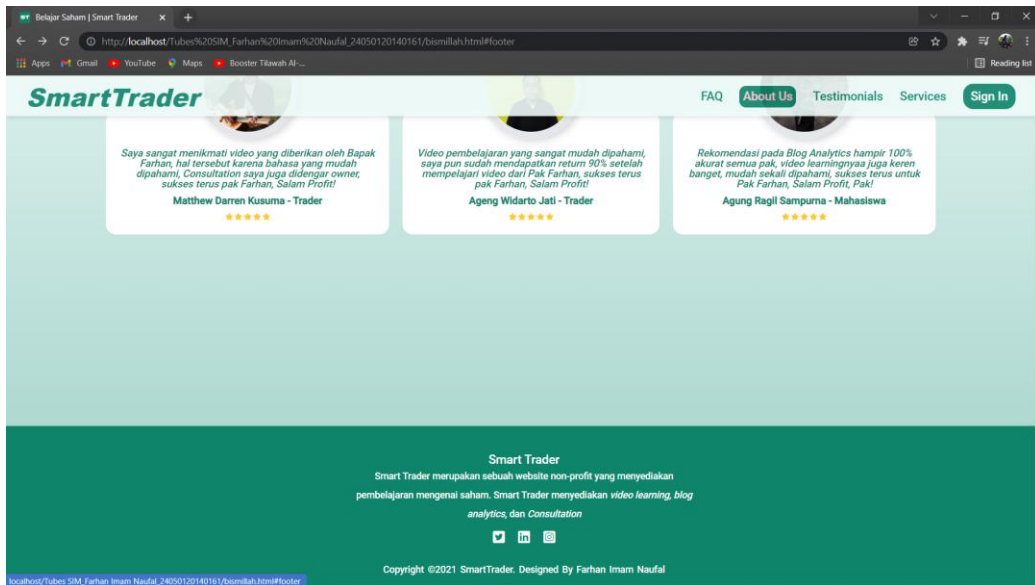 Belajar Saham | Smart Trader
http://localhost/Tubes%20SIM_Farhan%20Imam%20Naufal_24050120140161/bismillah.html#footer
Apps Gmail YouTube Maps Booster Tilawah Al-... Reading list
SmartTrader FAQ About Us Testimonials Services Sign In
Saya sangat menikmati video yang diberikan oleh Bapak
Farhan, hal tersebut karena bahasa yang mudah
dipahami, Consultation saya juga didengar owner,
sukses terus pak Farhan, Salam Profit!
Matthew Darren Kusuma - Trader
Video pembelajaran yang sangat mudah dipahami,
saya pun sudah mendapatkan return 90% setelah
mempelajari video dari Pak Farhan, sukses terus
pak Farhan, Salam Profit!
Ageng Widarto Jati - Trader
Rekomendasi pada Blog Analytics hampir 100%
akurat semua pak, video learningnyaa juga keren
banget, mudah sekali dipahami, sukses terus untuk
Pak Farhan, Salam Profit, Pak!
Agung Ragil Sampurna - Mahasiswa
Smart Trader
Smart Trader merupakan sebuah website non-profit yang menyediakan
pembelajaran mengenai saham. Smart Trader menyediakan video learning, blog
analytics, dan Consultation
Copyright ©2021 SmartTrader. Designed By Farhan Imam Naufal
localhost/Tubes SIM_Farhan Imam Naufal_24050120140161/bismillah.html#footer